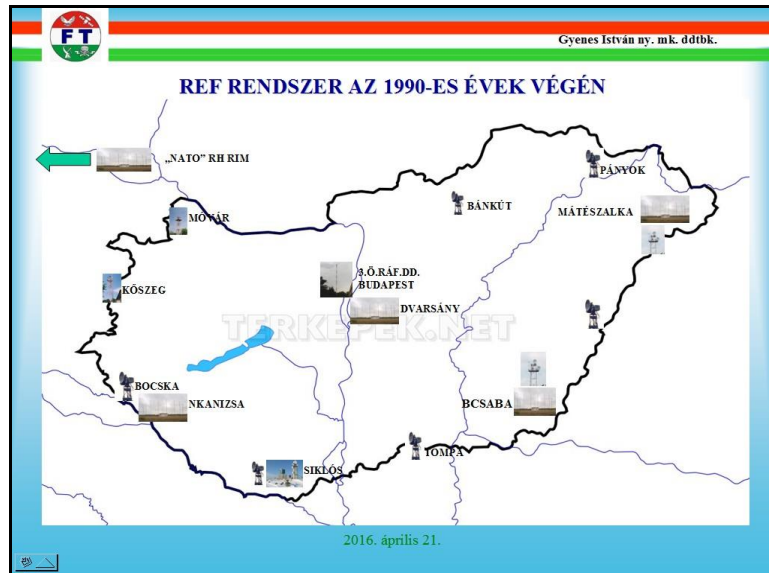 FT
Gyenes István ny. mk. ddtbk.
REF RENDSZER AZ 1990-ES ÉVEK VÉGÉN
„NATO” RH RIM
PÁNYOK
BÁNKÚT
MÁTÉSZALKA
MÓVÁR
3.Ö.RÁF.DD.
BUDAPEST
KŐSZEG
DVARSÁNY
TERKEPEK.NET
BOCSKA
NKANIZSA
BCSABA
TOMPA
SIKLÓS
2016. április 21.